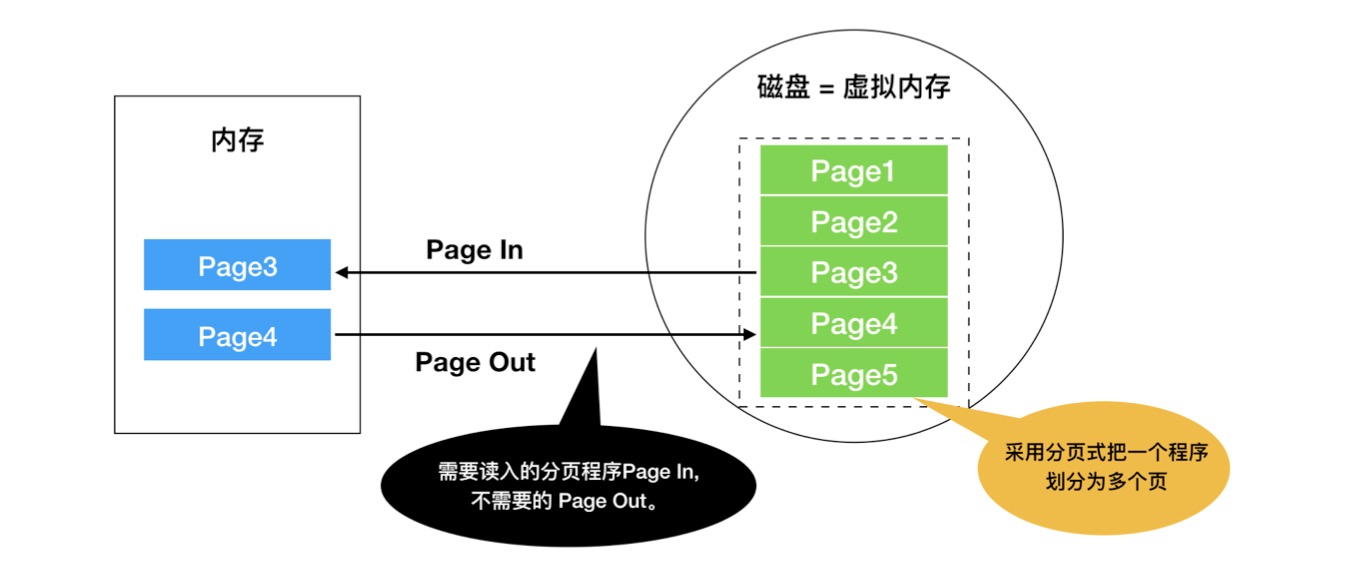 磁盘 = 虚拟内存
内存
Page1
Page2
Page3
Page4
Page5
Page In
Page3
Page4
Page Out
需要读入的分页程序Page In,
不需要的 Page Out。
采用分页式把一个程序
划分为多个页